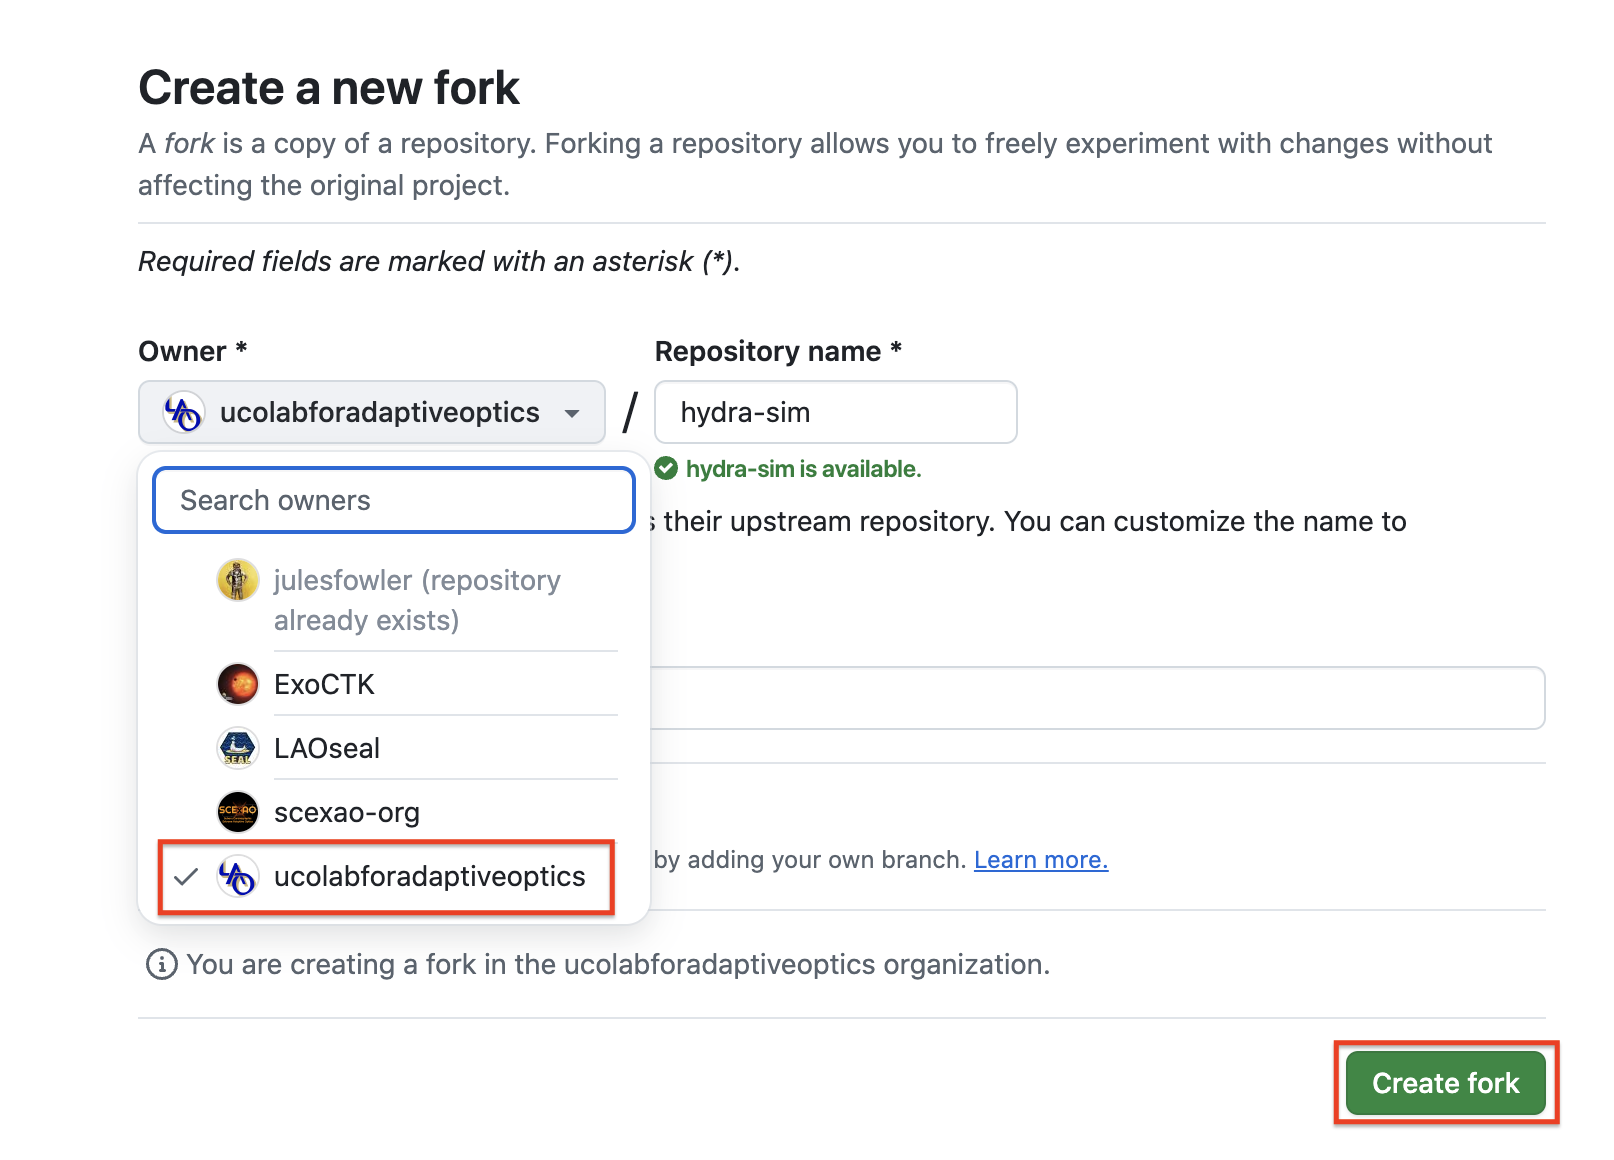 Create a new fork
A fork is a copy of a repository. Forking a repository allows you to freely experiment with changes without
affecting the original project.
Required fields are marked with an asterisk (*).
Owner *
Repository name *
ucolabforadaptiveoptics / hydra-sim
hydra-sim is available.
Search owners
their upstream repository. You can customize the name to
julesfowler (repository
already exists)
ExoCTK
LAOseal
SEAL
scexao-org
SCExAO
ucolabforadaptiveoptics
by adding your own branch. Learn more.
You are creating a fork in the ucolabforadaptiveoptics organization.
Create fork